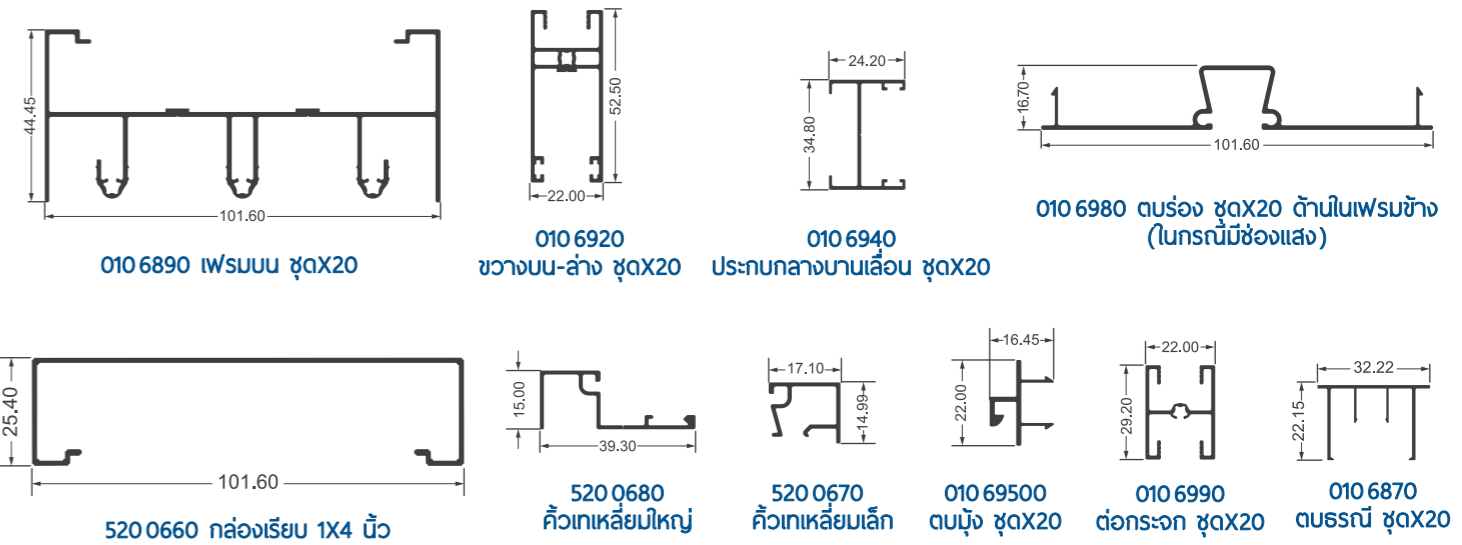 44.45
101.60
010 6890 เฟรมบน ชุดX20
52.50
22.00
010 6920
ขวางบน-ล่าง ชุดX20
24.20
34.80
010 6940
ประกบกลางบานเลื่อน ชุดX20
16.70
101.60
010 6980 ตบร่อง ชุดX20 ด้านในเฟรมข้าง
(ในกรณีมีช่องแสง)
25.40
101.60
520 0660 กล่องเรียบ 1X4 นิ้ว
15.00
39.30
520 0680
คิ้วเทเหลี่ยมใหญ่
17.10
14.99
520 0670
คิ้วเทเหลี่ยมเล็ก
16.45
22.00
010 69500
ตบมุ้ง ชุดX20
22.00
29.20
010 6990
ต่อกระจก ชุดX20
32.22
22.15
010 6870
ตบธรณี ชุดX20